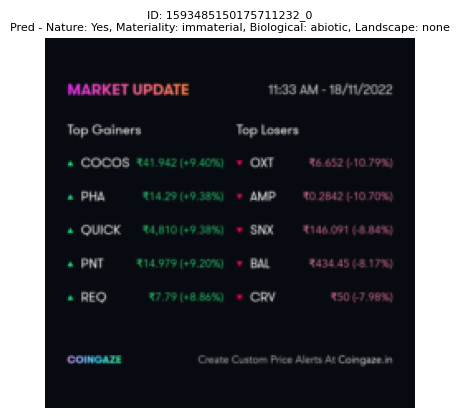 ID: 1593485150175711232_0
Pred - Nature: Yes, Materiality: immaterial, Biological: abiotic, Landscape: none
MARKET UPDATE 11:33 AM - 18/11/2022
Top Gainers Top Losers
COCOS ₹41.942 (+9.40%) OXT ₹6.652 (-10.79%)
PHA ₹14.29 (+9.38%) AMP ₹0.2842 (-10.70%)
QUICK ₹4,810 (+9.38%) SNX ₹146.091 (-8.84%)
PNT ₹14.979 (+9.20%) BAL ₹434.45 (-8.17%)
REQ ₹7.79 (+8.86%) CRV ₹50 (-7.98%)
COINGAZE Create Custom Price Alerts At Coingaze.in